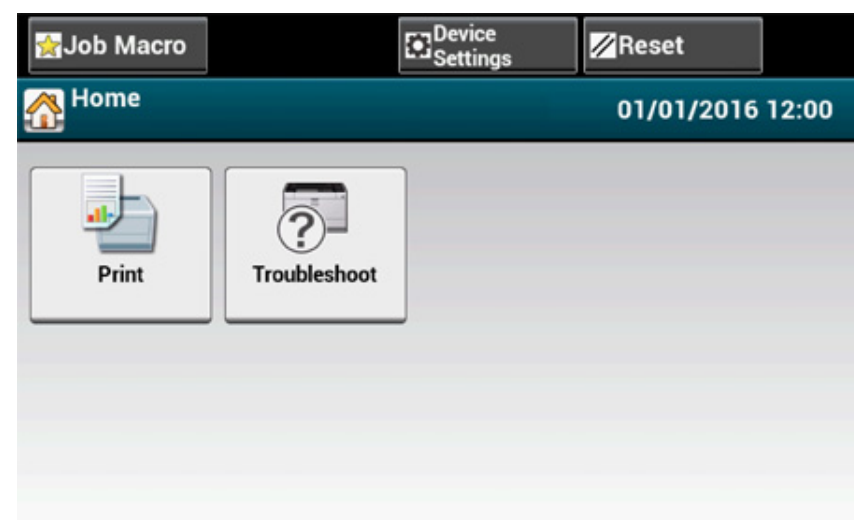 Job Macro
Device
Settings
Reset
Home
01/01/2016 12:00
Print
Troubleshoot